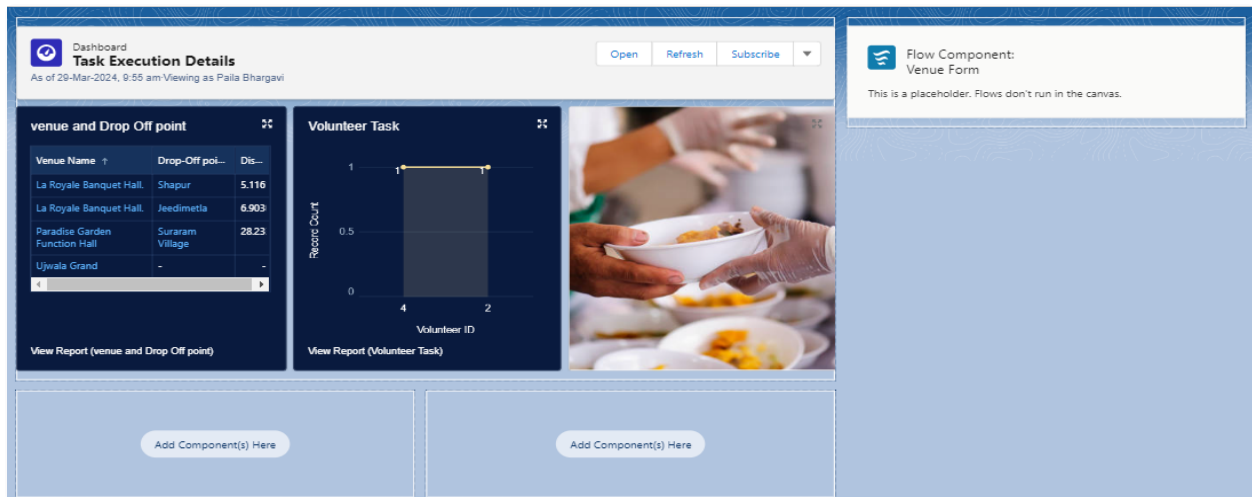 Dashboard
Task Execution Details
As of 29-Mar-2024, 9:55 am·Viewing as Paila Bhargavi
Open Refresh Subscribe
Flow Component:
Venue Form
This is a placeholder. Flows don't run in the canvas.
venue and Drop Off point
Venue Name ↑ Drop-Off poi... Dis...
La Royale Banquet Hall. Shapur 5.116
La Royale Banquet Hall. Jeedimetla 6.903
Paradise Garden Suraram 28.23
Function Hall Village
Ujwala Grand - -
View Report (venue and Drop Off point)
Volunteer Task
Record Count
1
0.5
0
1 1
4 2
Volunteer ID
View Report (Volunteer Task)
Add Component(s) Here
Add Component(s) Here